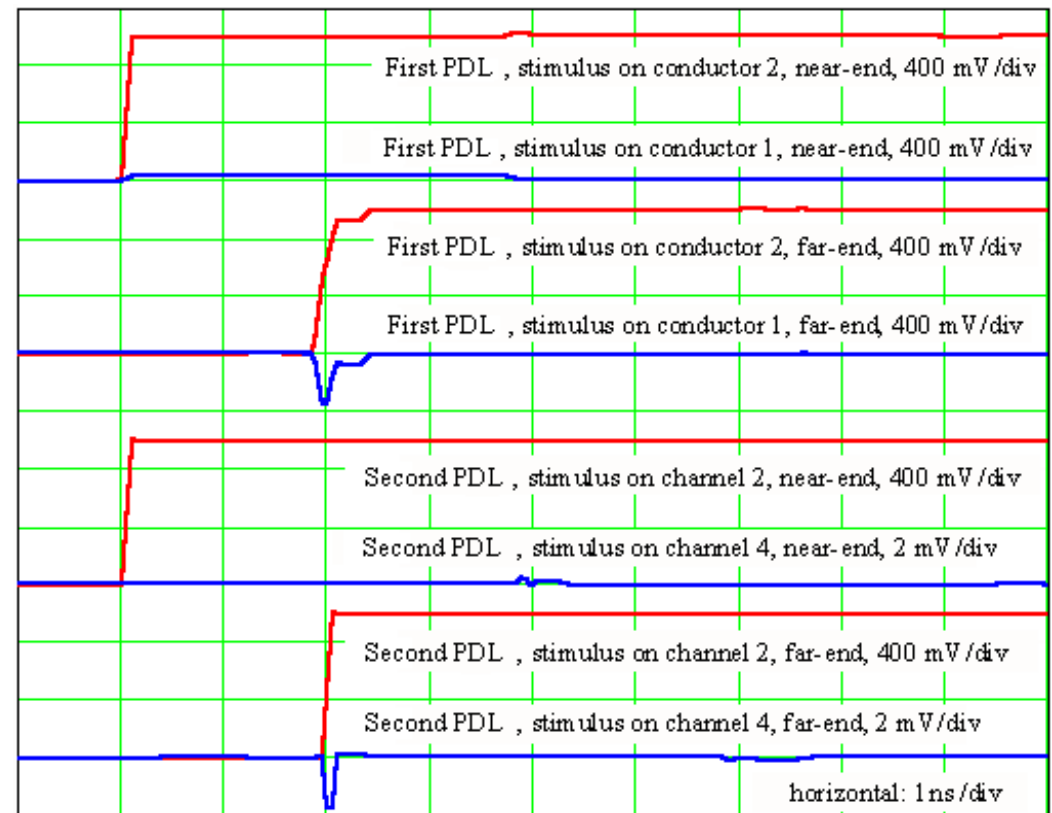 First PDL , stimulus on conductor 2, near-end, 400 mV/div
First PDL , stimulus on conductor 1, near-end, 400 mV/div
First PDL , stimulus on conductor 2, far-end, 400 mV/div
First PDL , stimulus on conductor 1, far-end, 400 mV/div
Second PDL , stimulus on channel 2, near-end, 400 mV/div
Second PDL , stimulus on channel 4, near-end, 2 mV/div
Second PDL , stimulus on channel 2, far-end, 400 mV/div
Second PDL , stimulus on channel 4, far-end, 2 mV/div
horizontal: 1ns/div